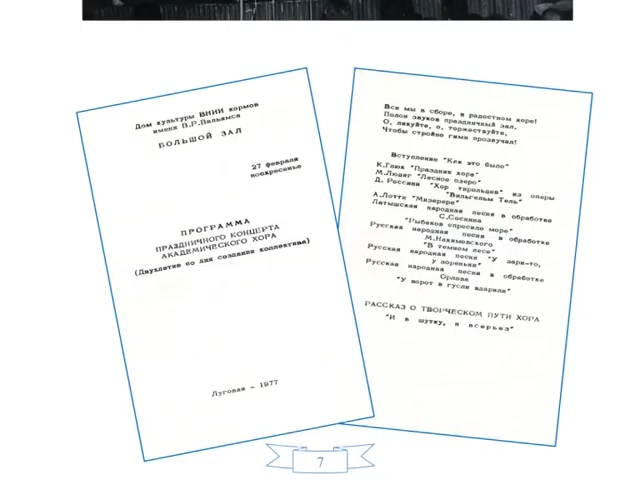 Дом культуры ВНИИ кормов
имени В.Р.Вильямса
БОЛЬШОЙ ЗАЛ
27 февраля
воскресенье
ПРОГРАММА
ПРАЗДНИЧНОГО КОНЦЕРТА
АКАДЕМИЧЕСКОГО ХОРА
(Двухлетие со дня создания коллектива)
Луговая - 1977
Все мы в сборе, в радостном хоре!
Полон звуков праздничный зал.
О, ликуйте, о, торжествуйте,
Чтобы стройно гимн прозвучал!
Вступление "Как это было"
К.Глюк "Праздник хора"
М.Людиг "Лесное озеро"
Д. Россини "Хор тирольцев" из оперы
"Вильгельм Тель"
А.Лотти "Мизерере"
Латышская народная песня в обработке
С.Соснина
"Рыбаков спросило море"
Русская народная песня в обработке
М.Нахимовского
"В темном лесе"
Русская народная песня "У зари-то,
у зореньки"
Русская народная песня в обработке
Орлова
"У ворот в гусли вдарили"
РАССКАЗ О ТВОРЧЕСКОМ ПУТИ ХОРА
"И в шутку, и всерьез"
7